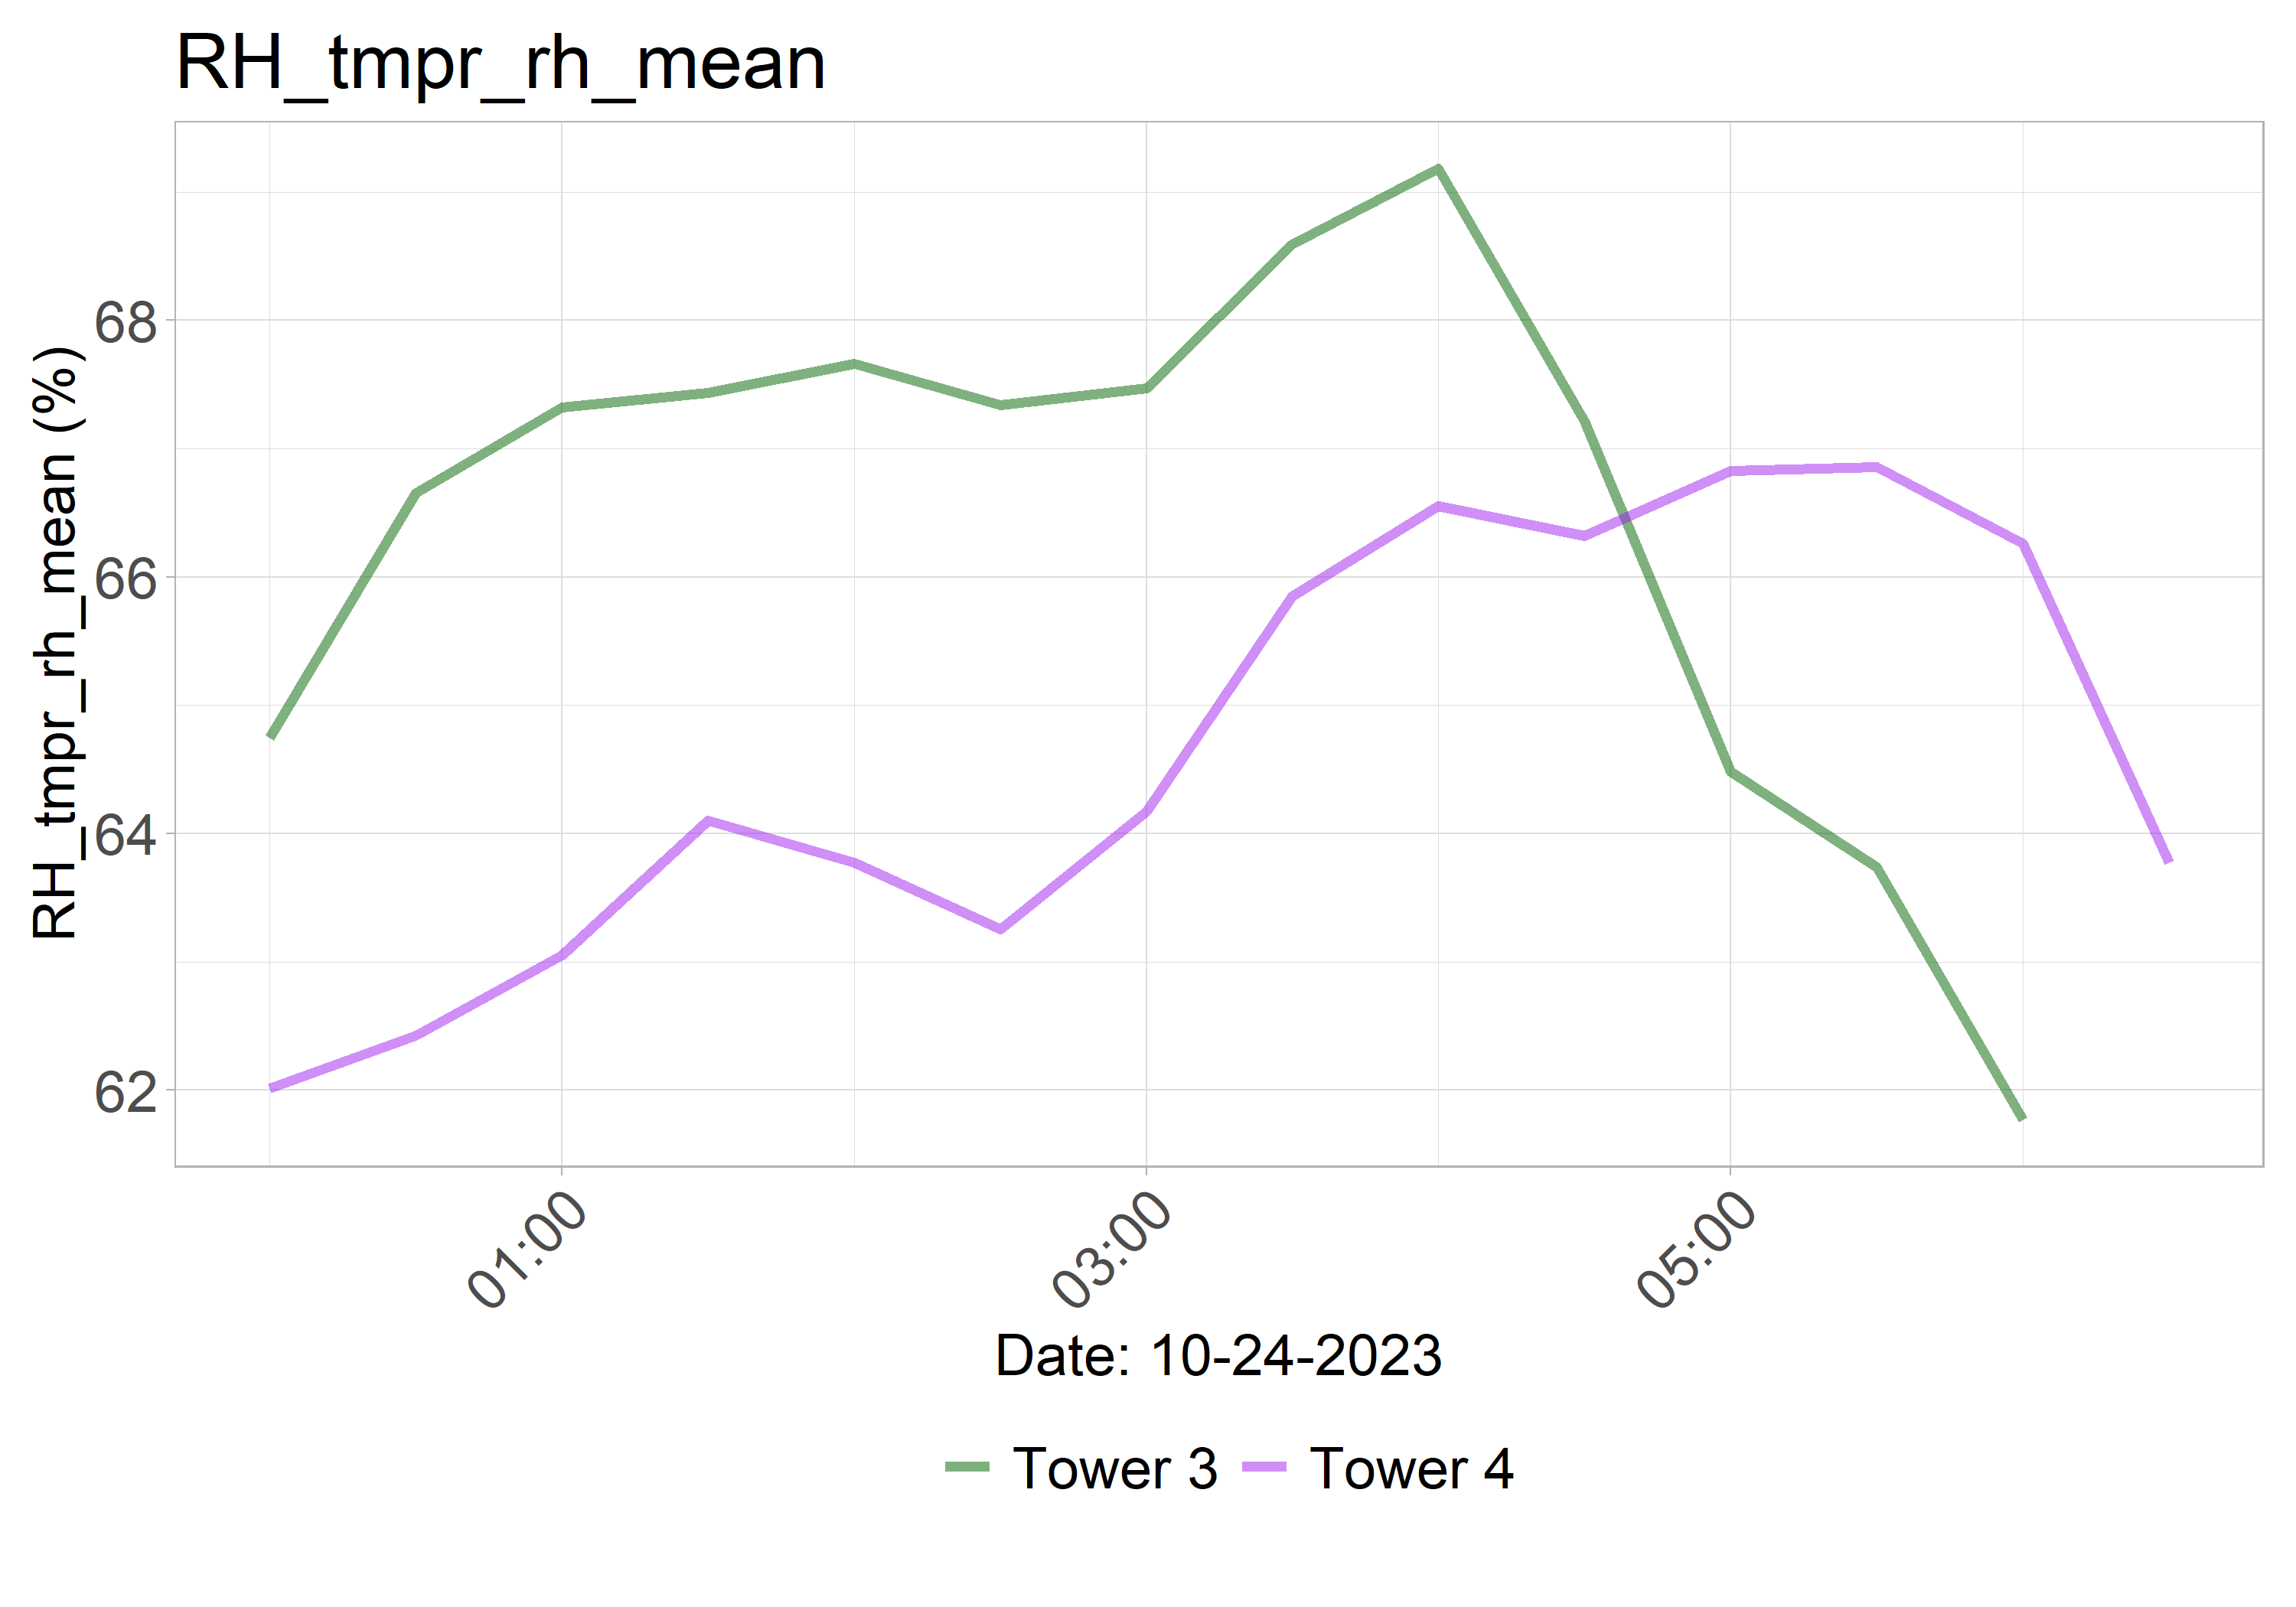 RH_tmpr_rh_mean
RH_tmpr_rh_mean (%)
68
66
64
62
01:00
03:00
05:00
Date: 10-24-2023
Tower 3
Tower 4